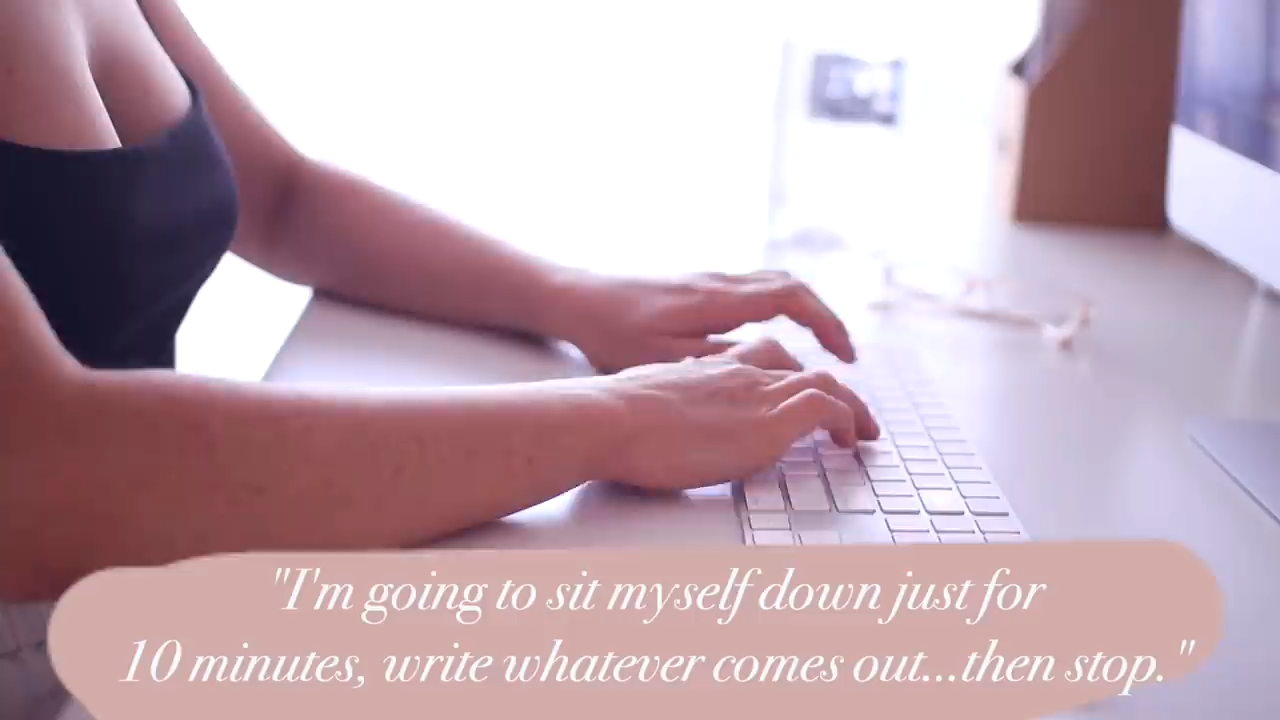 "I'm going to sit myself down just for
10 minutes, write whatever comes out...then stop."